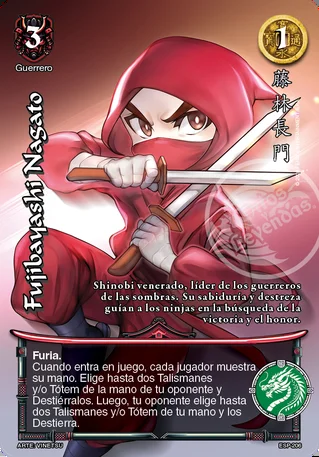 3
1
Guerrero
藤林長門
Fujibayashi Nagato
Shinobi venerado, líder de los guerreros
de las sombras. Su sabiduría y destreza
guían a los ninjas en la búsqueda de la
victoria y el honor.
Furia.
Cuando entra en juego, cada jugador muestra
su mano. Elige hasta dos Talismanes
y/o Tótem de la mano de tu oponente y
Destiérralos. Luego, tu oponente elige hasta
dos Talismanes y/o Tótem de tu mano y los
Destierra.
ARTE: VINETSU
ESP-206